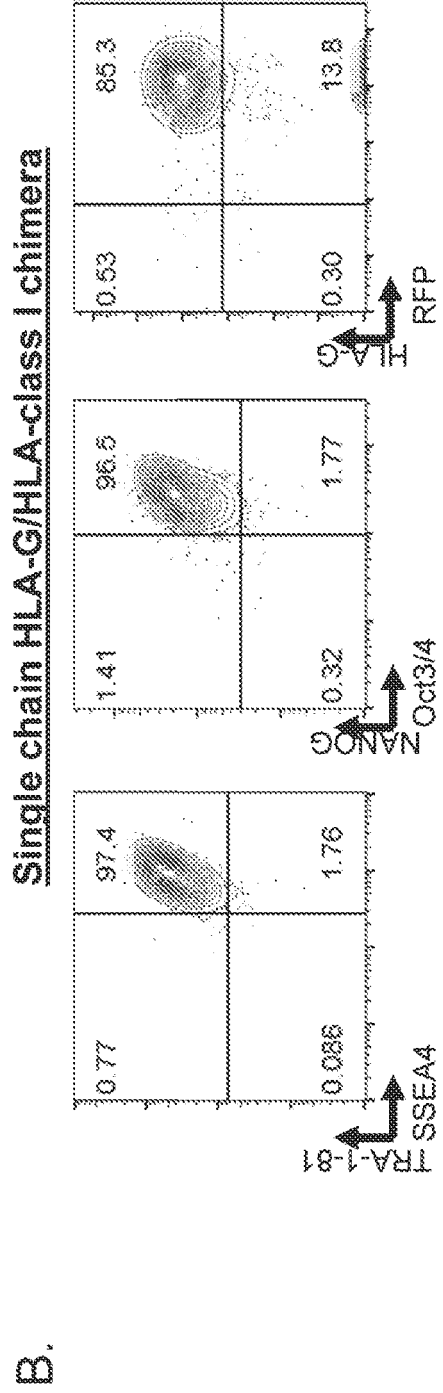 B.
Single chain HLA-G/HLA-class I chimera
0.77
97.4
0.086
1.76
TRA-1-81
SSEA4
1.41
96.5
0.32
1.77
NANOG
Oct3/4
0.53
85.3
0.30
13.8
HLA-G
RFP